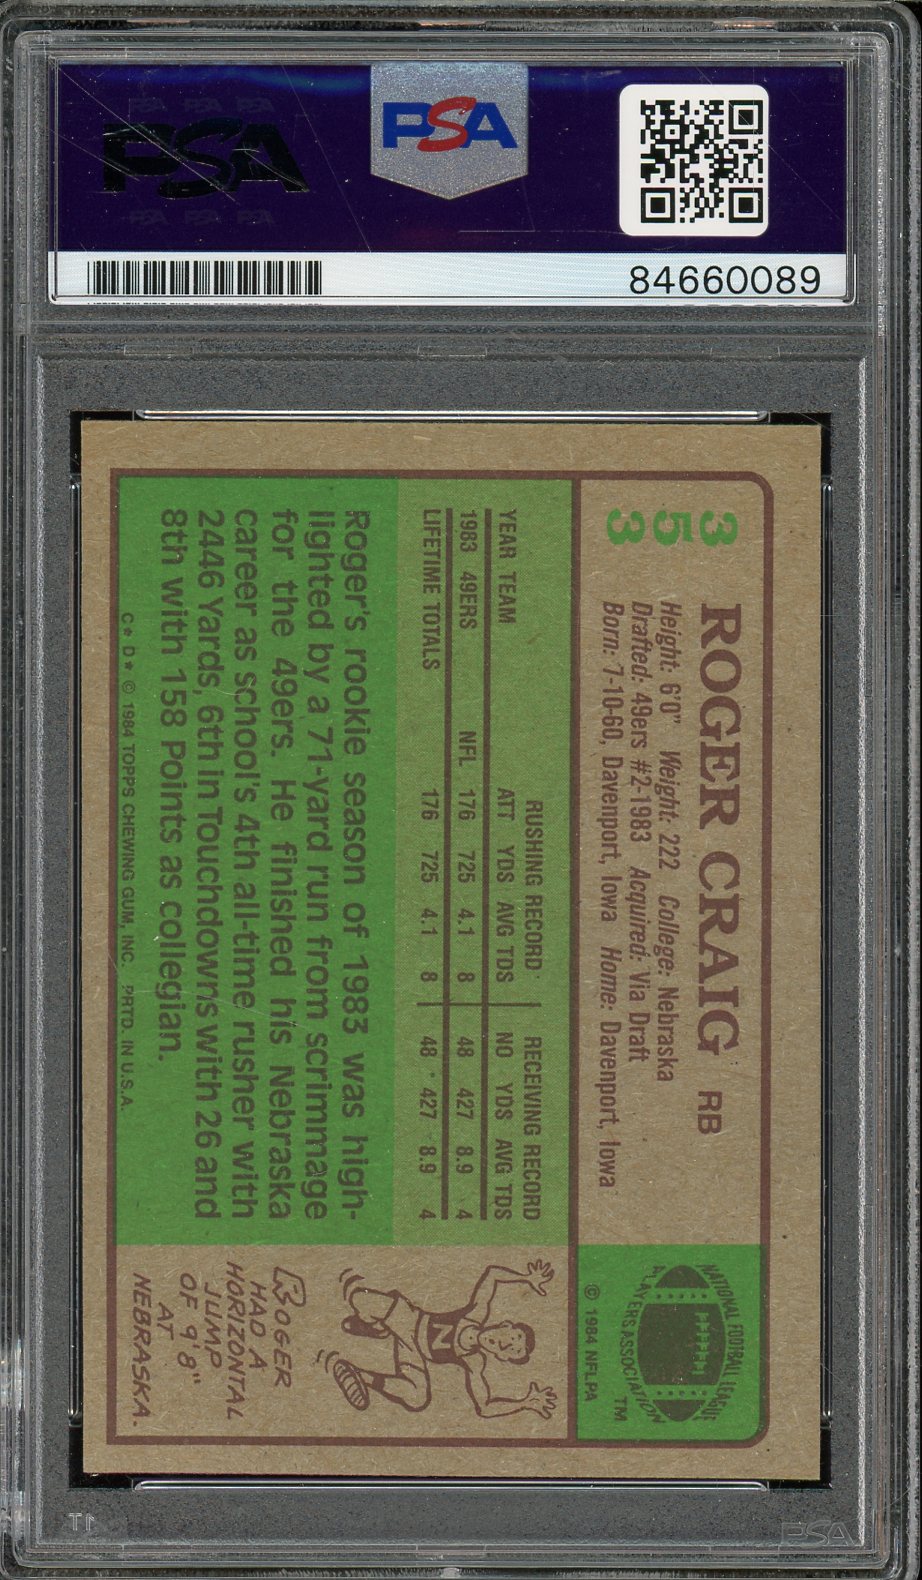 PSA
PSA PSA PSA
PSA
PSA PSA PSA
84660089
353
ROGER CRAIG RB
Height: 6'0" Weight: 222 College: Nebraska
Drafted: 49ers #2-1983 Acquired: Via Draft
Born: 7-10-60, Davenport, Iowa Home: Davenport, Iowa
NATIONAL FOOTBALL LEAGUE
PLAYERS ASSOCIATION
TM
© 1984 NFLPA
RUSHING RECORD RECEIVING RECORD
YEAR TEAM ATT YDS AVG TDS NO YDS AVG TDS
1983 49ERS NFL 176 725 4.1 8 48 427 8.9 4
LIFETIME TOTALS 176 725 4.1 8 48 427 8.9 4
Roger's rookie season of 1983 was high-
lighted by a 71-yard run from scrimmage
for the 49ers. He finished his Nebraska
career as school's 4th all-time rusher with
2446 Yards, 6th in Touchdowns with 26 and
8th with 158 Points as collegian.
N
ROGER
HAD A
HORIZONTAL
JUMP
OF 9'8"
AT
NEBRASKA.
C★ D★ © 1984 TOPPS CHEWING GUM, INC. PRTD. IN U.S.A.
PSA